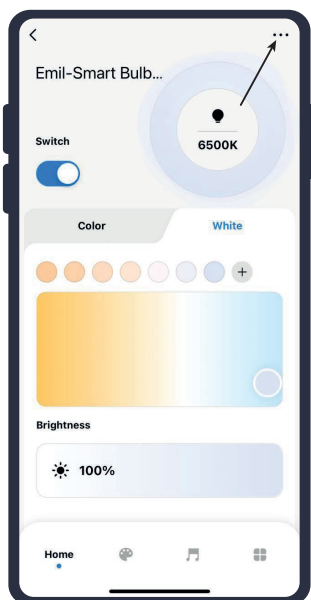 Emil-Smart Bulb...
6500K
Switch
Color White
Brightness
100%
Home